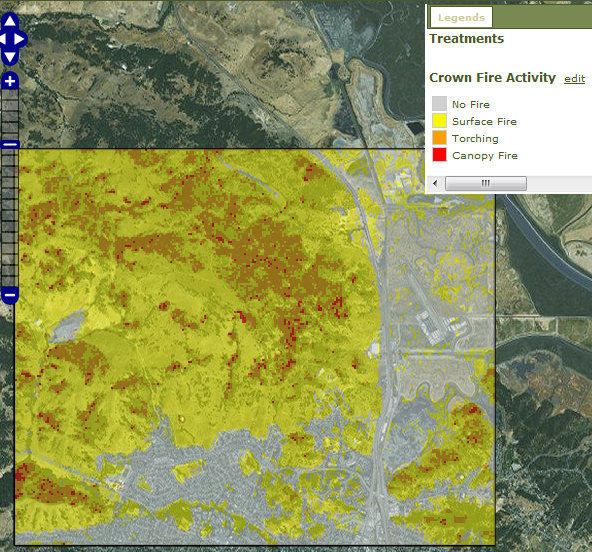 Legends
Treatments
Crown Fire Activity edit
No Fire
Surface Fire
Torching
Canopy Fire